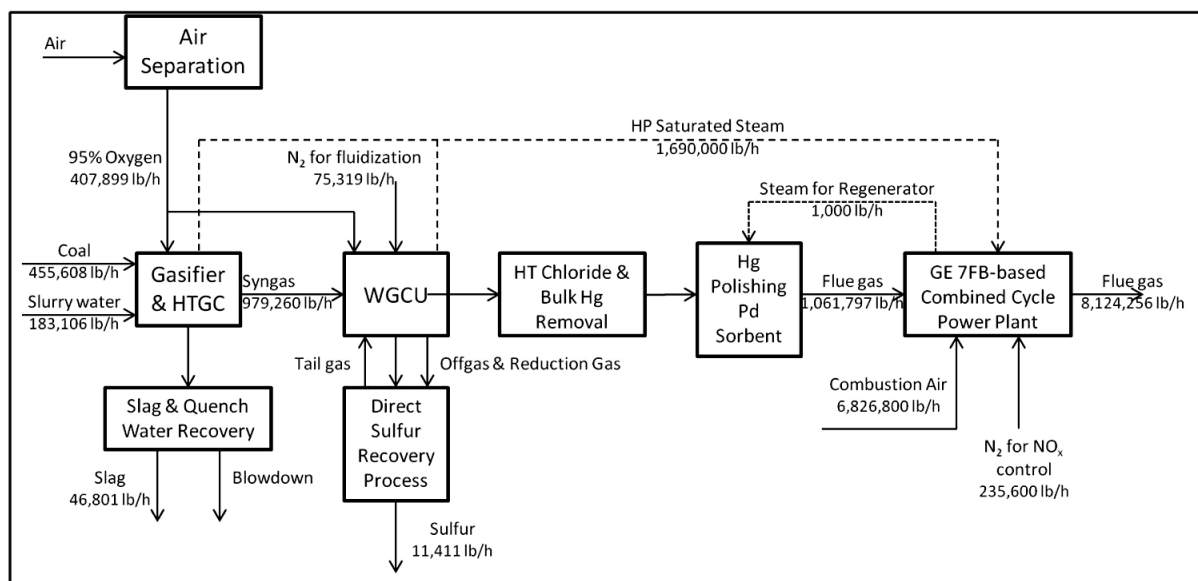 Air
Air
Separation
HP Saturated Steam
1,690,000 lb/h
95% Oxygen
407,899 lb/h
N₂ for fluidization
75,319 lb/h
Steam for Regenerator
1,000 lb/h
Coal
455,608 lb/h
Slurry water
183,106 lb/h
Gasifier
& HTGC
Syngas
979,260 lb/h
WGCU
HT Chloride &
Bulk Hg
Removal
Hg
Polishing
Pd
Sorbent
Flue gas
1,061,797 lb/h
GE 7FB-based
Combined Cycle
Power Plant
Flue gas
8,124,256 lb/h
Tail gas
Offgas & Reduction Gas
Slag & Quench
Water Recovery
Direct
Sulfur
Recovery
Process
Combustion Air
6,826,800 lb/h
N₂ for NOₓ
control
235,600 lb/h
Slag
46,801 lb/h
Blowdown
Sulfur
11,411 lb/h